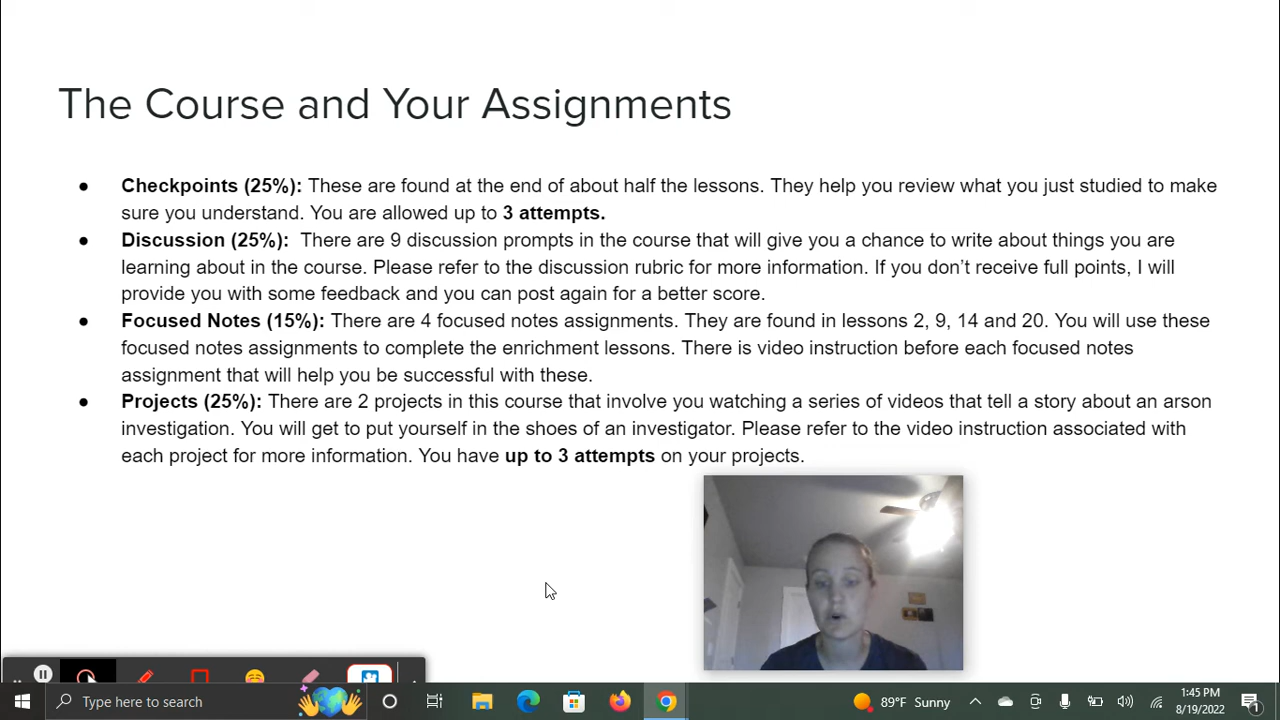 The Course and Your Assignments
● Checkpoints (25%): These are found at the end of about half the lessons. They help you review what you just studied to make
sure you understand. You are allowed up to 3 attempts.
● Discussion (25%):  There are 9 discussion prompts in the course that will give you a chance to write about things you are
learning about in the course. Please refer to the discussion rubric for more information. If you don’t receive full points, I will
provide you with some feedback and you can post again for a better score.
● Focused Notes (15%): There are 4 focused notes assignments. They are found in lessons 2, 9, 14 and 20. You will use these
focused notes assignments to complete the enrichment lessons. There is video instruction before each focused notes
assignment that will help you be successful with these.
● Projects (25%): There are 2 projects in this course that involve you watching a series of videos that tell a story about an arson
investigation. You will get to put yourself in the shoes of an investigator. Please refer to the video instruction associated with
each project for more information. You have up to 3 attempts on your projects.
Type here to search
89°F Sunny
1:45 PM
8/19/2022
1